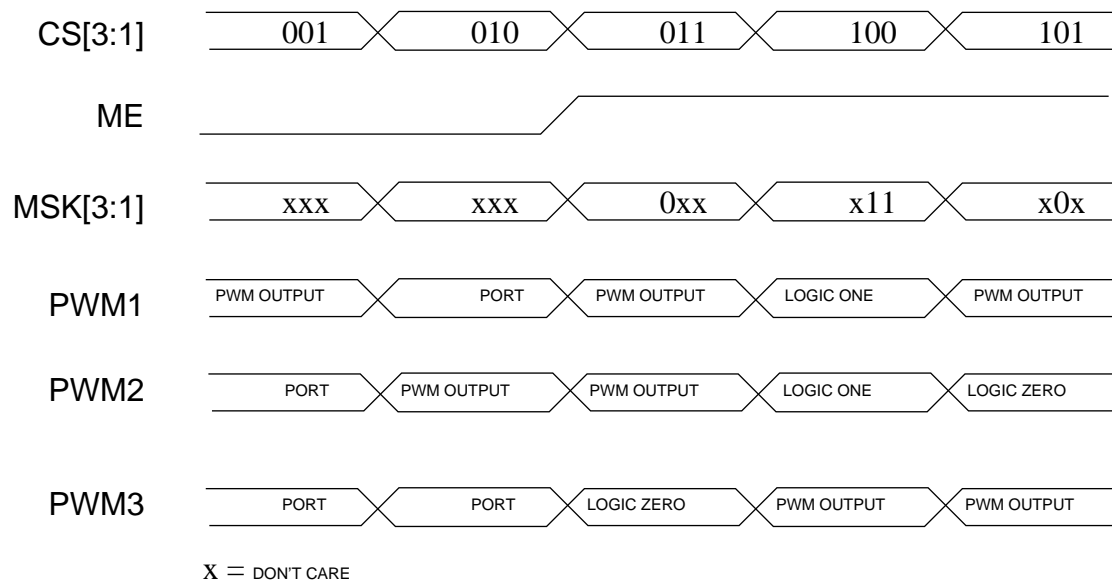 CS[3:1] 001 010 011 100 101
ME
MSK[3:1] xxx xxx 0xx x11 x0x
PWM1 PWM OUTPUT PORT PWM OUTPUT LOGIC ONE PWM OUTPUT
PWM2 PORT PWM OUTPUT PWM OUTPUT LOGIC ONE LOGIC ZERO
PWM3 PORT PORT LOGIC ZERO PWM OUTPUT PWM OUTPUT
x = DON'T CARE